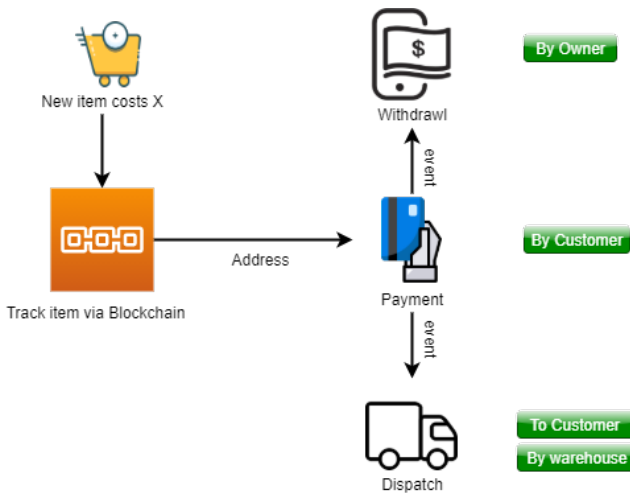 $
By Owner
New item costs X
Withdrawl
event
By Customer
Address
Payment
Track item via Blockchain
event
To Customer
By warehouse
Dispatch